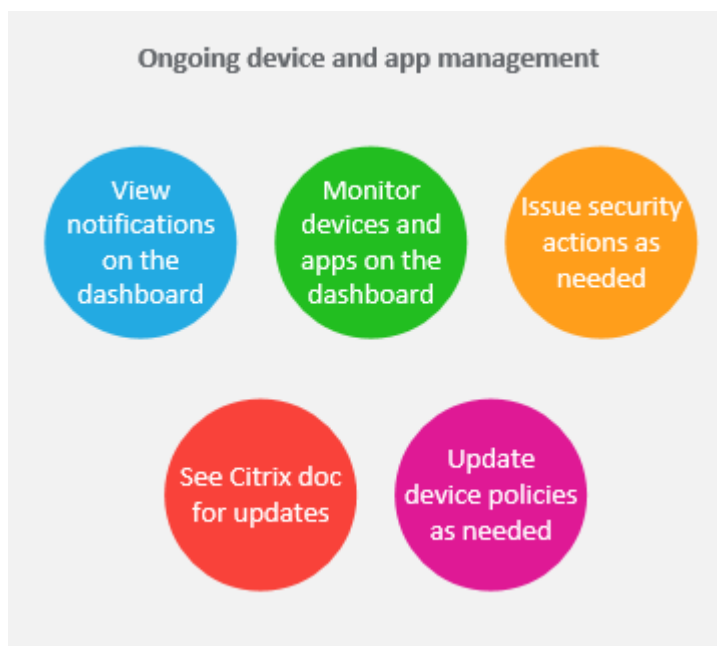 Ongoing device and app management
View
notifications
on the
dashboard
Monitor
devices and
apps on the
dashboard
Issue security
actions as
needed
See Citrix doc
for updates
Update
device policies
as needed